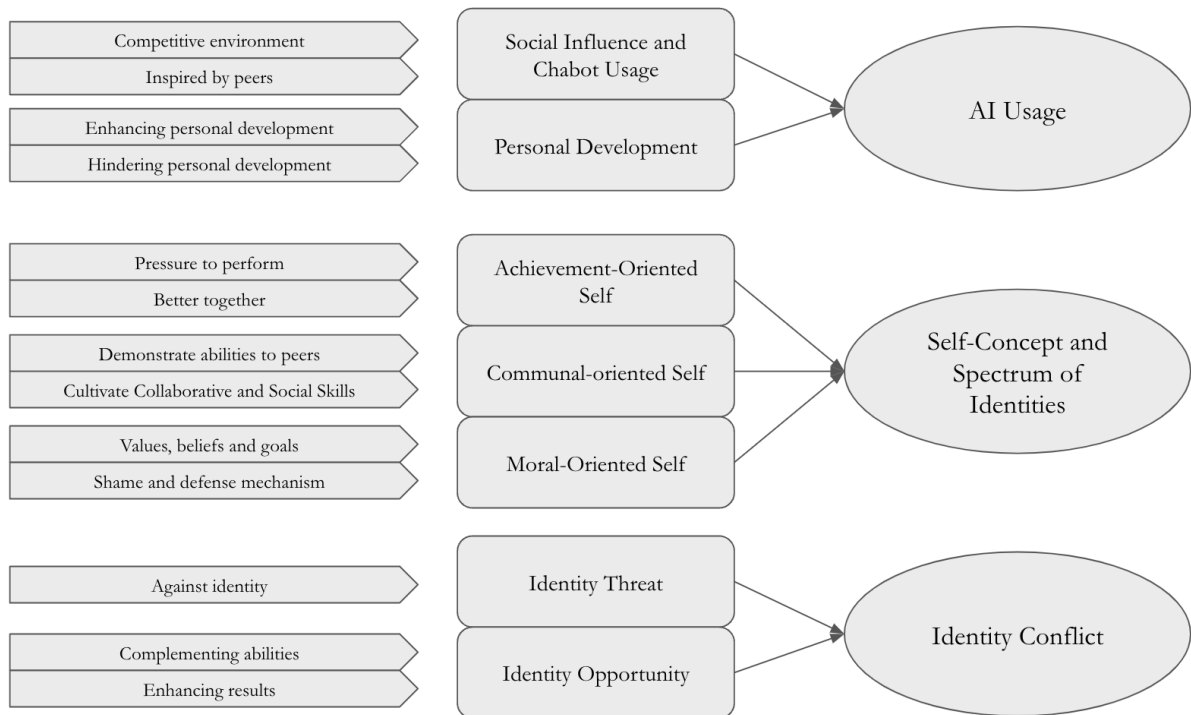 Competitive environment
Inspired by peers
Enhancing personal development
Hindering personal development
Social Influence and
Chabot Usage
Personal Development
AI Usage
Pressure to perform
Better together
Demonstrate abilities to peers
Cultivate Collaborative and Social Skills
Values, beliefs and goals
Shame and defense mechanism
Achievement-Oriented
Self
Communal-oriented Self
Moral-Oriented Self
Self-Concept and
Spectrum of
Identities
Against identity
Complementing abilities
Enhancing results
Identity Threat
Identity Opportunity
Identity Conflict